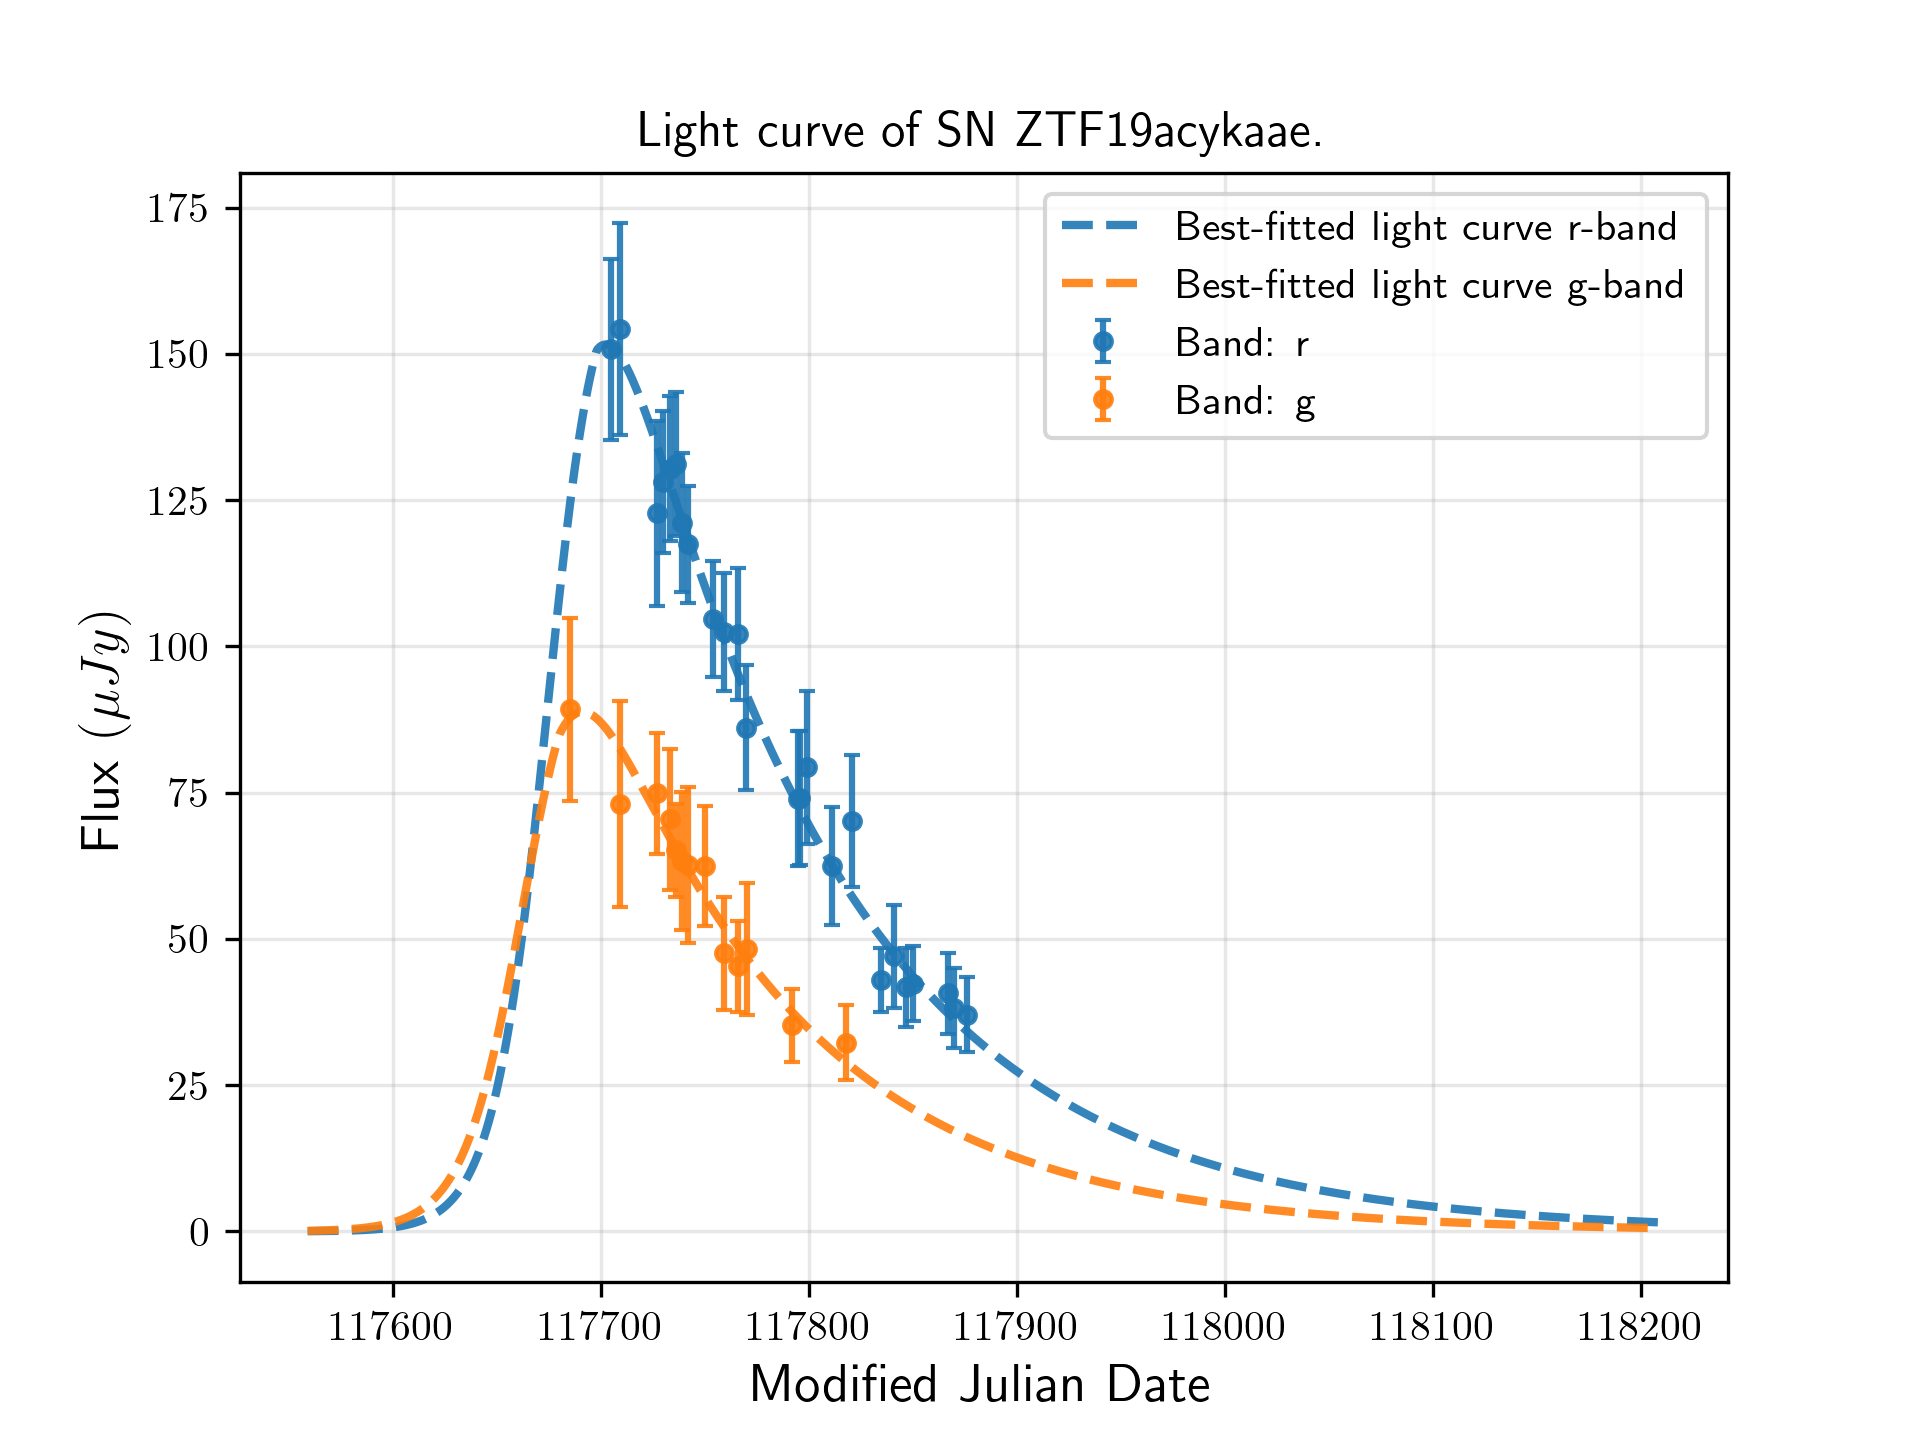 Light curve of SN ZTF19acykaae.
Flux (μJy)
175
150
125
100
75
50
25
0
Best-fitted light curve r-band
Best-fitted light curve g-band
Band: r
Band: g
117600 117700 117800 117900 118000 118100 118200
Modified Julian Date